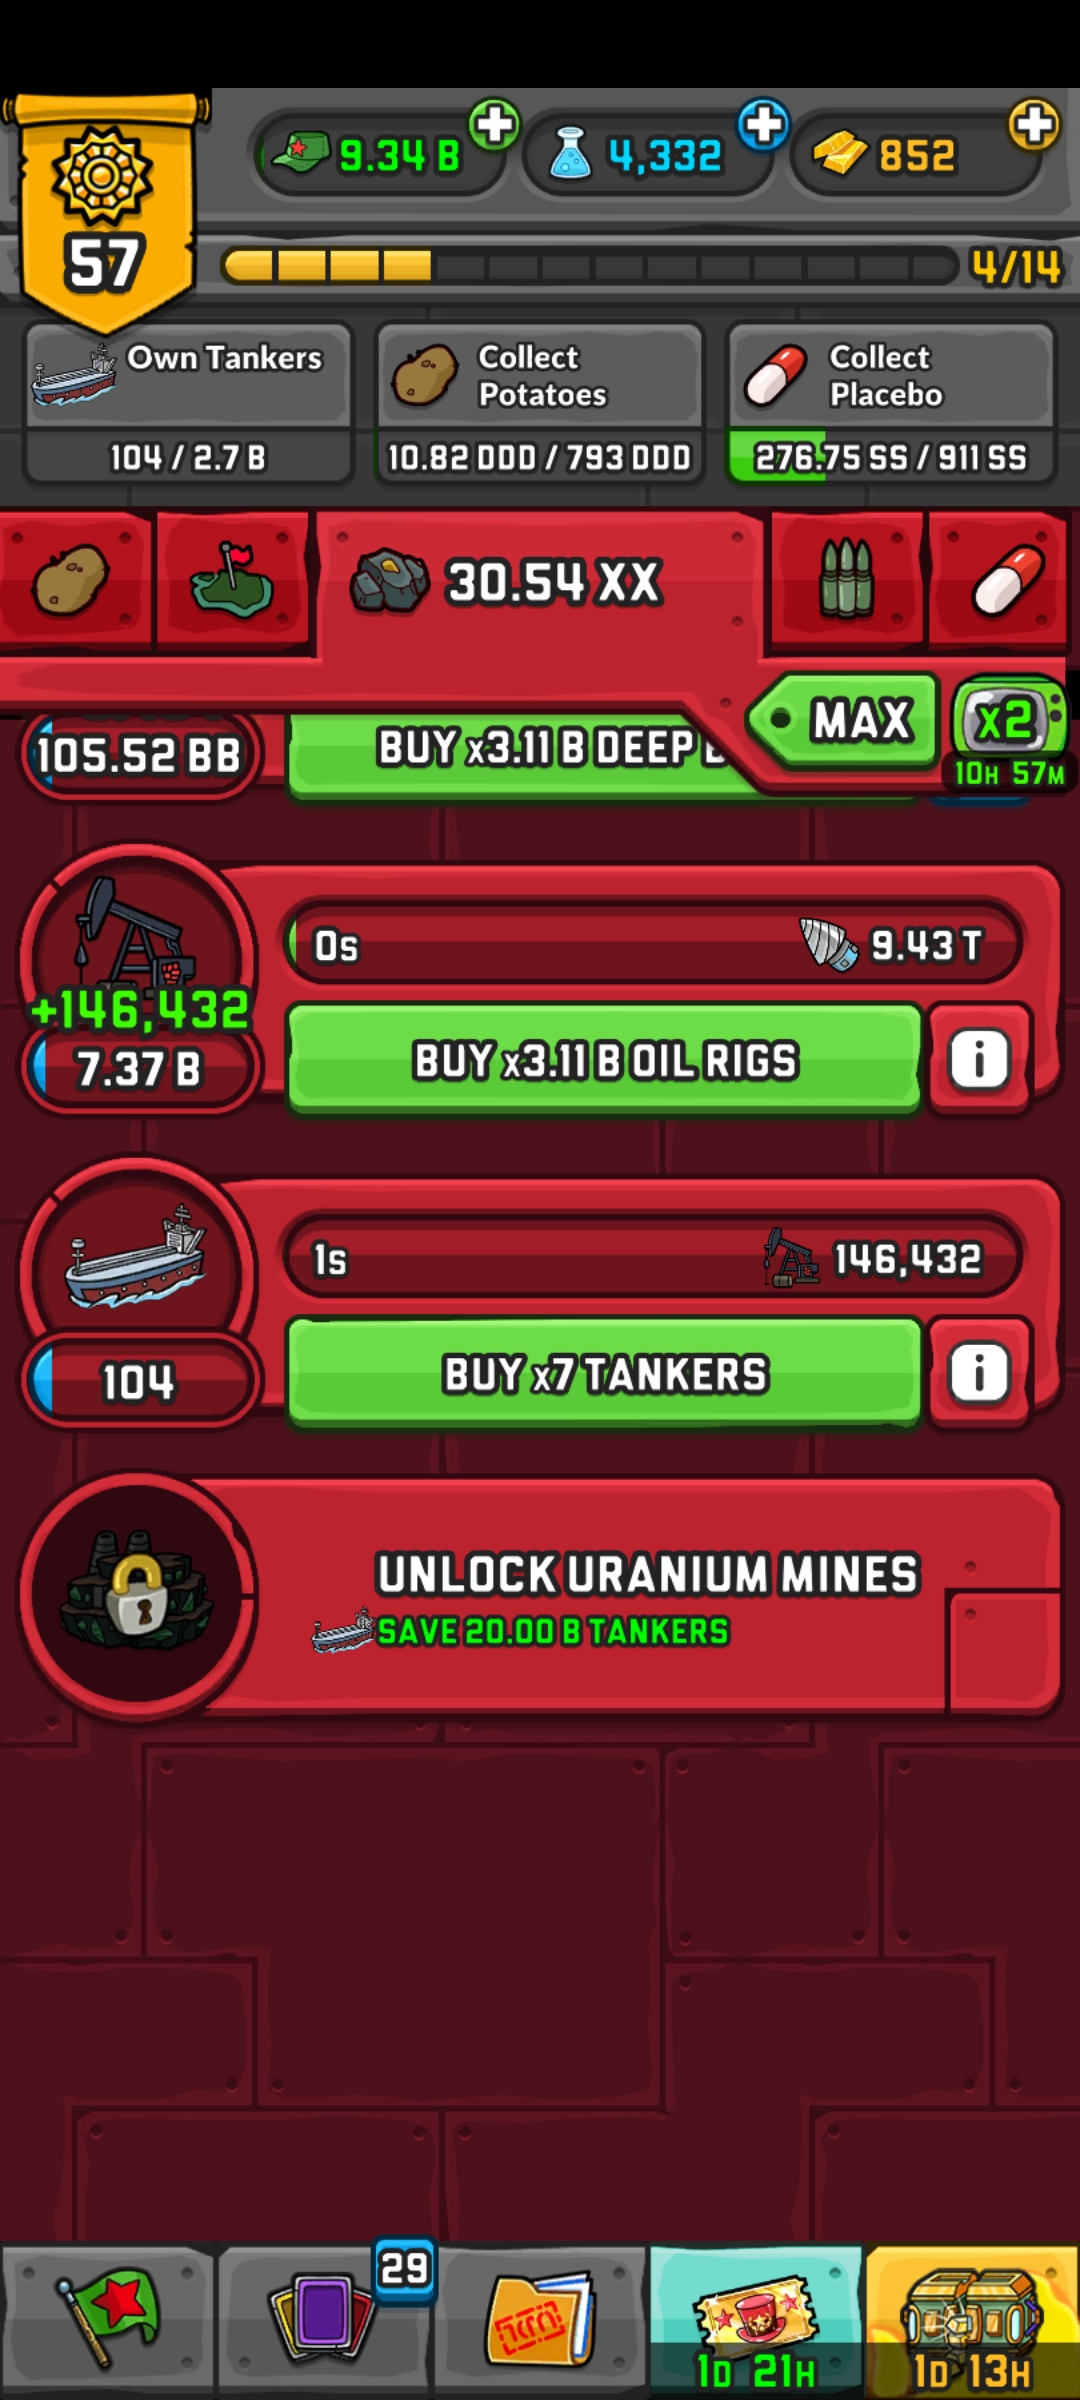 9.34 B
4,332
852
57
4/14
Own Tankers
104 / 2.7 B
Collect
Potatoes
10.82 DDD / 793 DDD
Collect
Placebo
276.75 SS / 911 SS
30.54 XX
MAX
x2
10H 57M
105.52 BB
BUY x3.11 B DEEP
0s
9.43 T
+146,432
7.37 B
BUY x3.11 B OIL RIGS
i
1s
146,432
104
BUY x7 TANKERS
i
UNLOCK URANIUM MINES
SAVE 20.00 B TANKERS
29
1D 21H
1D 13H